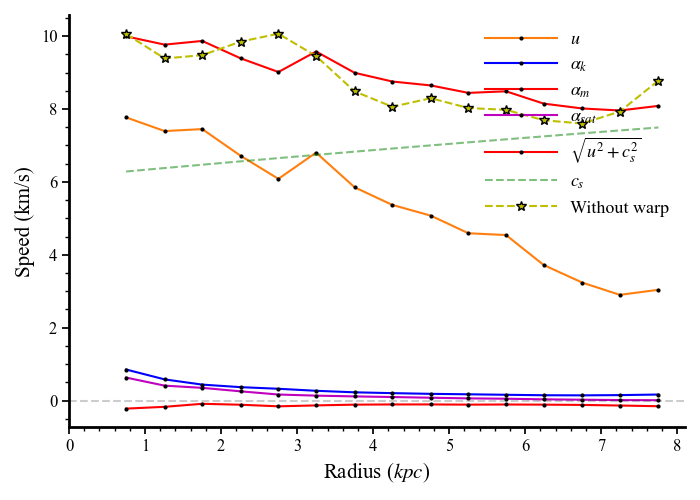 10
8
6
4
2
0
Speed (km/s)
u
α_k
α_m
α_sat
√(u² + c_s²)
c_s
Without warp
0 1 2 3 4 5 6 7 8
Radius (kpc)